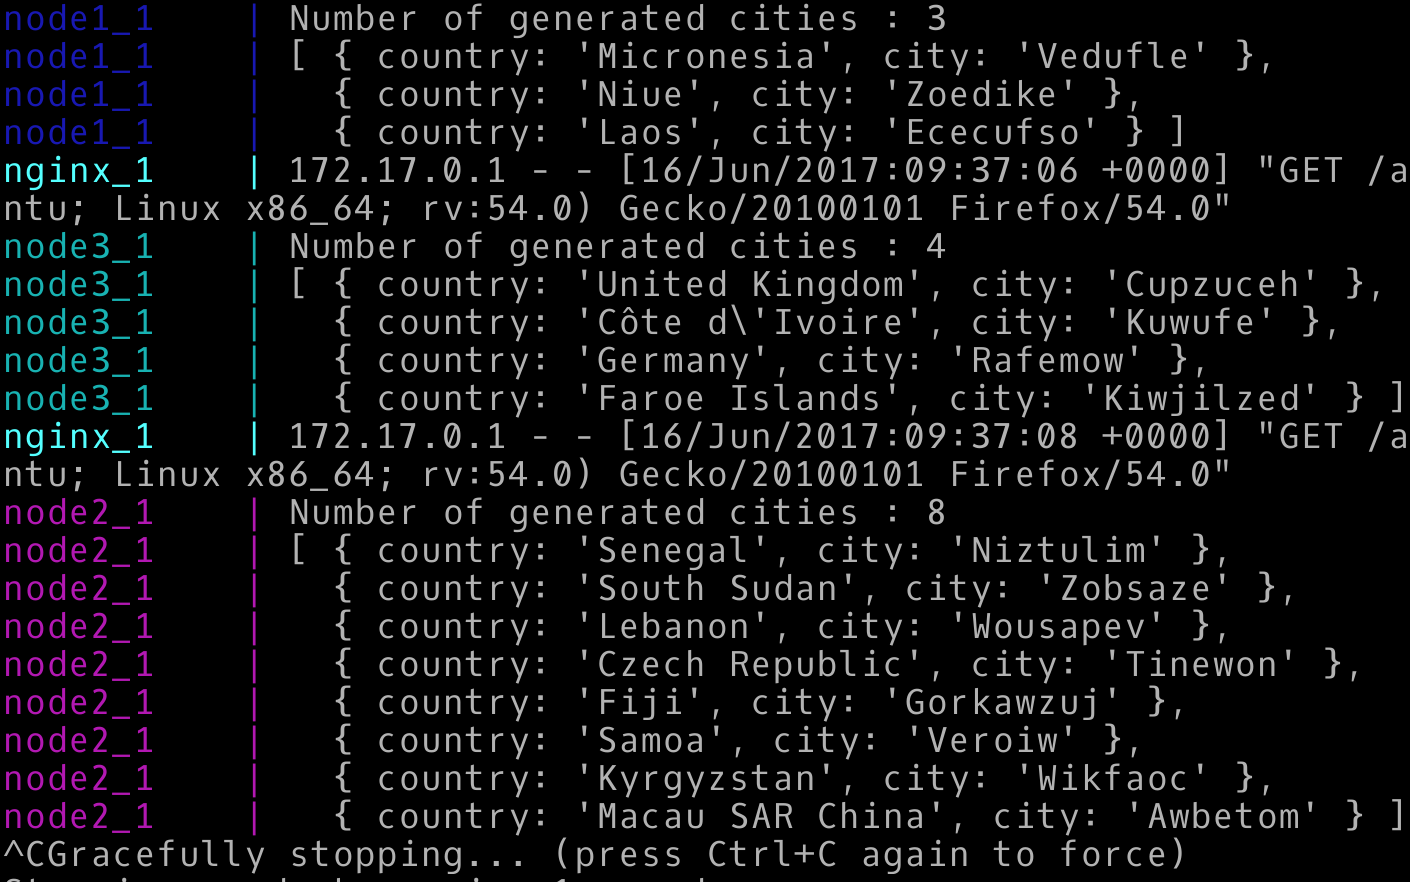 node1_1 | Number of generated cities : 3
node1_1 | [ { country: 'Micronesia', city: 'Vedufle' },
node1_1 | { country: 'Niue', city: 'Zoedike' },
node1_1 | { country: 'Laos', city: 'Ececufso' } ]
nginx_1 | 172.17.0.1 - - [16/Jun/2017:09:37:06 +0000] "GET /a
ntu; Linux x86_64; rv:54.0) Gecko/20100101 Firefox/54.0"
node3_1 | Number of generated cities : 4
node3_1 | [ { country: 'United Kingdom', city: 'Cupzuceh' },
node3_1 | { country: 'Côte d\'Ivoire', city: 'Kuwufe' },
node3_1 | { country: 'Germany', city: 'Rafemow' },
node3_1 | { country: 'Faroe Islands', city: 'Kiwjilzed' } ]
nginx_1 | 172.17.0.1 - - [16/Jun/2017:09:37:08 +0000] "GET /a
ntu; Linux x86_64; rv:54.0) Gecko/20100101 Firefox/54.0"
node2_1 | Number of generated cities : 8
node2_1 | [ { country: 'Senegal', city: 'Niztulim' },
node2_1 | { country: 'South Sudan', city: 'Zobsaze' },
node2_1 | { country: 'Lebanon', city: 'Wousapev' },
node2_1 | { country: 'Czech Republic', city: 'Tinewon' },
node2_1 | { country: 'Fiji', city: 'Gorkawzuj' },
node2_1 | { country: 'Samoa', city: 'Veroiw' },
node2_1 | { country: 'Kyrgyzstan', city: 'Wikfaoc' },
node2_1 | { country: 'Macau SAR China', city: 'Awbetom' } ]
^CGracefully stopping... (press Ctrl+C again to force)